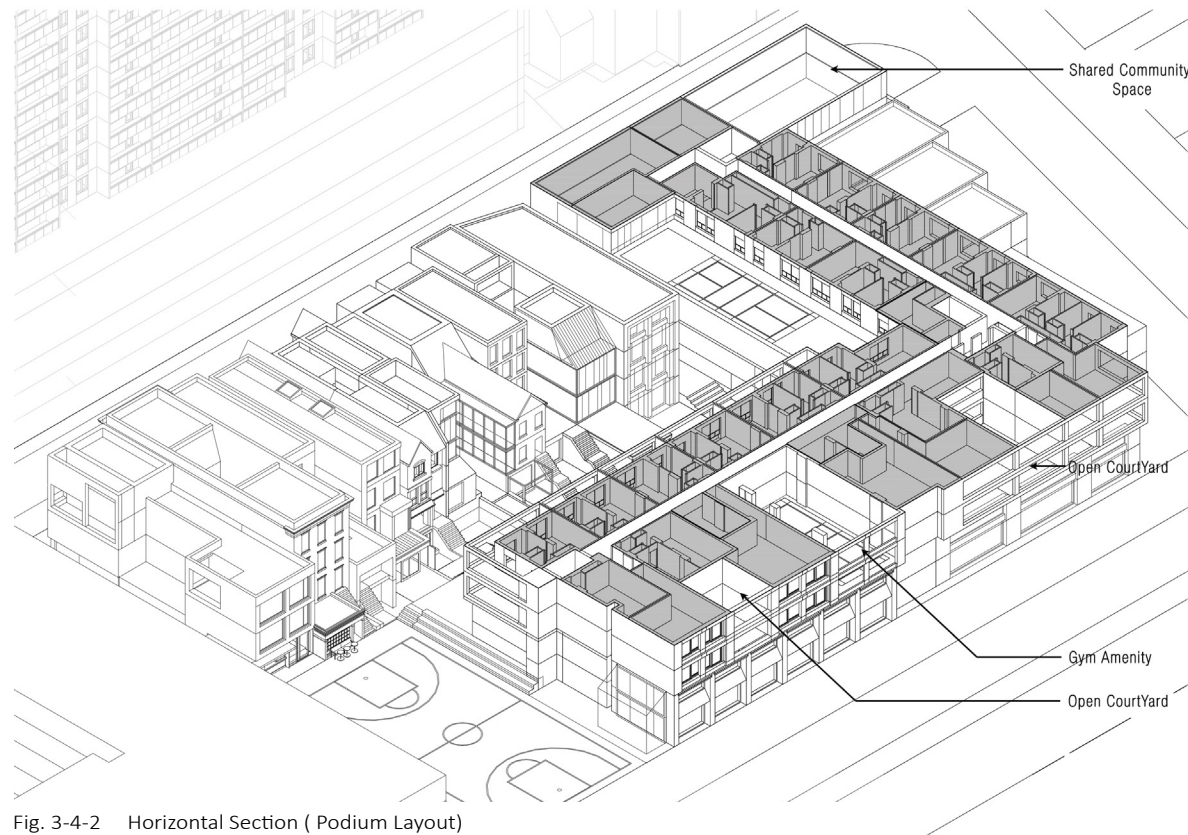 Shared Community
Space
Open CourtYard
Gym Amenity
Open CourtYard
Fig. 3-4-2 Horizontal Section ( Podium Layout)